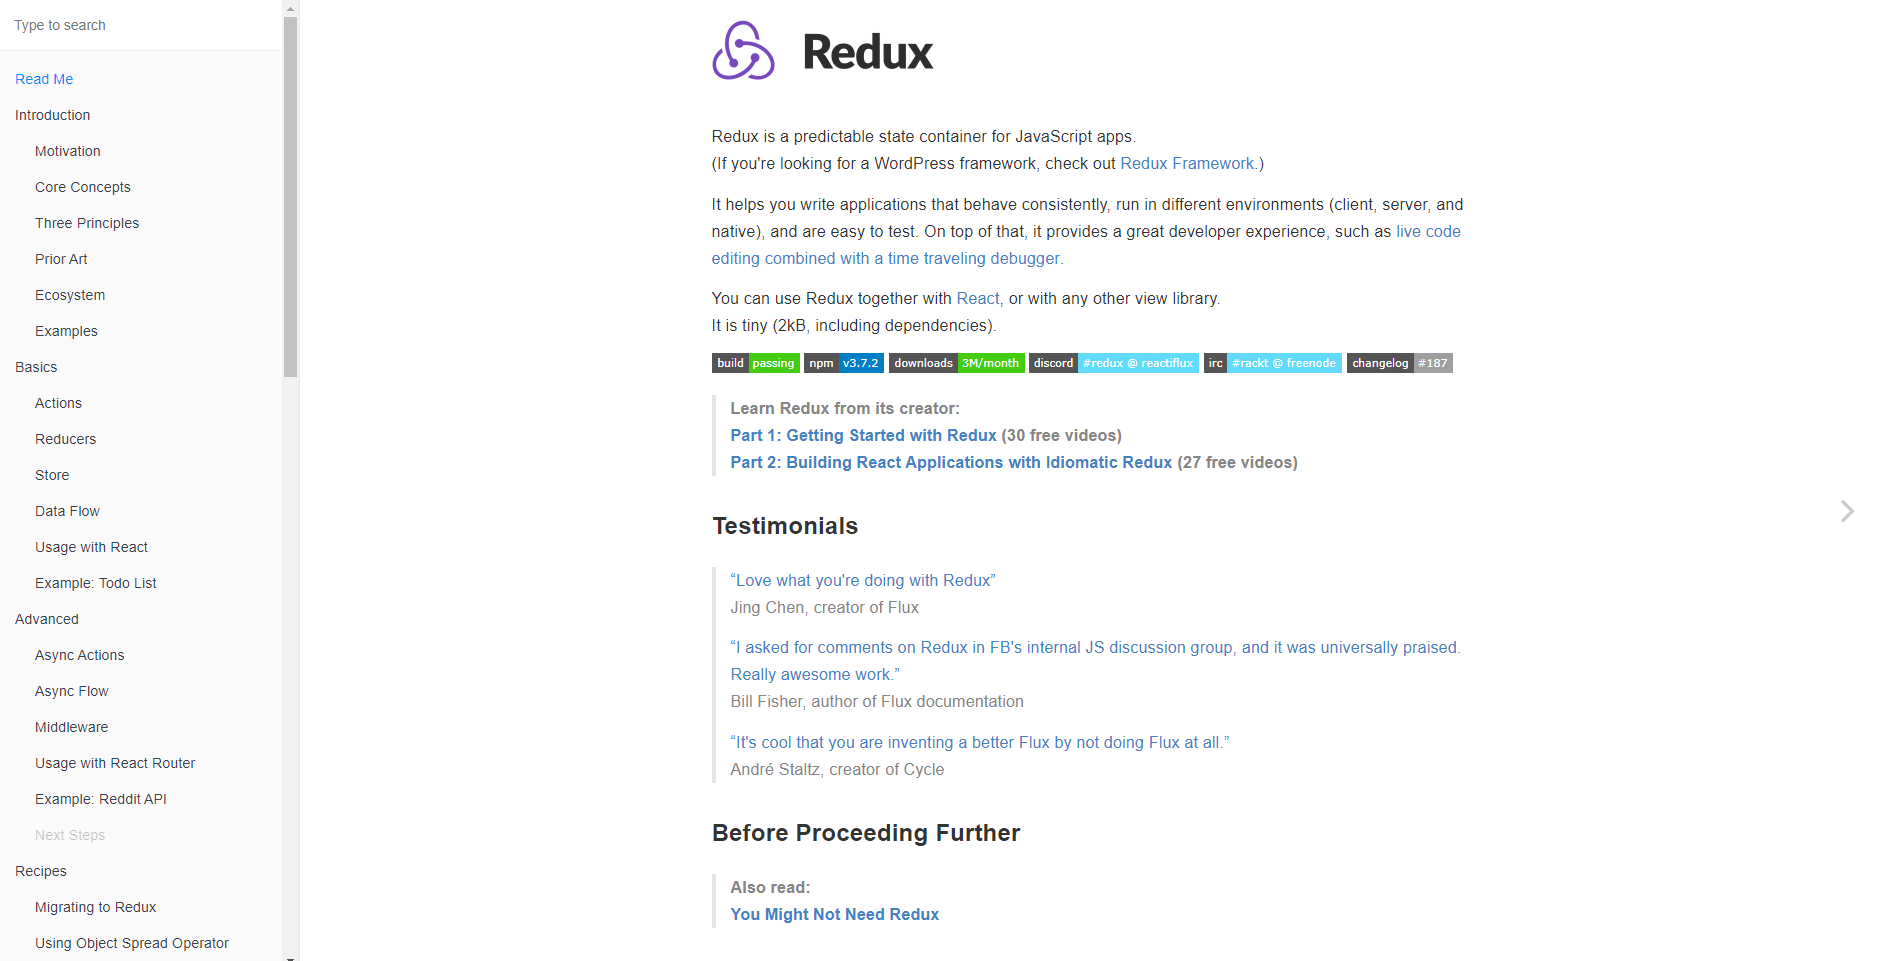 Type to search
Read Me
Introduction
Motivation
Core Concepts
Three Principles
Prior Art
Ecosystem
Examples
Basics
Actions
Reducers
Store
Data Flow
Usage with React
Example: Todo List
Advanced
Async Actions
Async Flow
Middleware
Usage with React Router
Example: Reddit API
Next Steps
Recipes
Migrating to Redux
Using Object Spread Operator
Redux
Redux is a predictable state container for JavaScript apps.
(If you're looking for a WordPress framework, check out Redux Framework.)
It helps you write applications that behave consistently, run in different environments (client, server, and
native), and are easy to test. On top of that, it provides a great developer experience, such as live code
editing combined with a time traveling debugger.
You can use Redux together with React, or with any other view library.
It is tiny (2kB, including dependencies).
build passing npm v3.7.2 downloads 3M/month discord #redux @ reactiflux irc #rackt @ freenode changelog #187
Learn Redux from its creator:
Part 1: Getting Started with Redux (30 free videos)
Part 2: Building React Applications with Idiomatic Redux (27 free videos)
Testimonials
“Love what you're doing with Redux”
Jing Chen, creator of Flux
“I asked for comments on Redux in FB's internal JS discussion group, and it was universally praised.
Really awesome work.”
Bill Fisher, author of Flux documentation
“It's cool that you are inventing a better Flux by not doing Flux at all.”
André Staltz, creator of Cycle
Before Proceeding Further
Also read:
You Might Not Need Redux